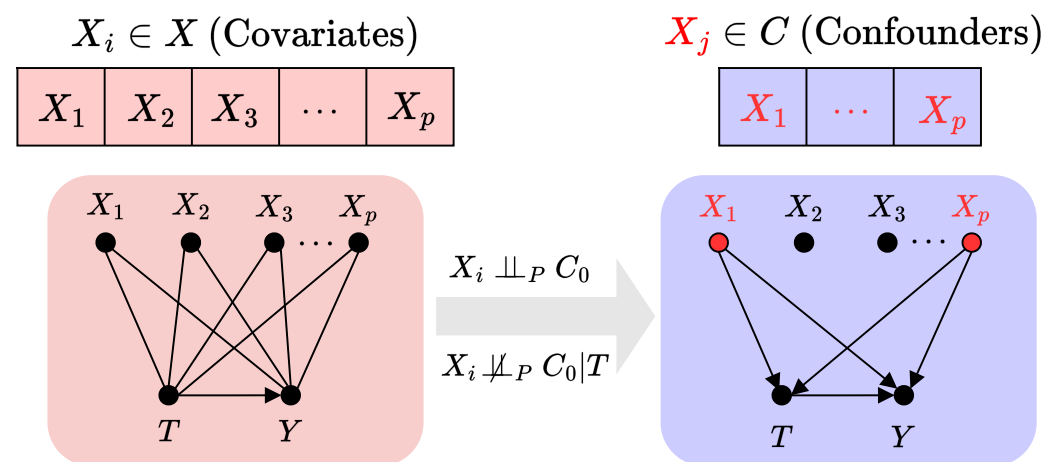 X_i ∈ X (Covariates)
X_j ∈ C (Confounders)
X_1 X_2 X_3 ⋯ X_p
X_1 ⋯ X_p
X_1 X_2 X_3 X_p
⋯
T Y
X_i ⫫_P C_0
X_i ⫫̸_P C_0|T
X_1 X_2 X_3 X_p
⋯
T Y